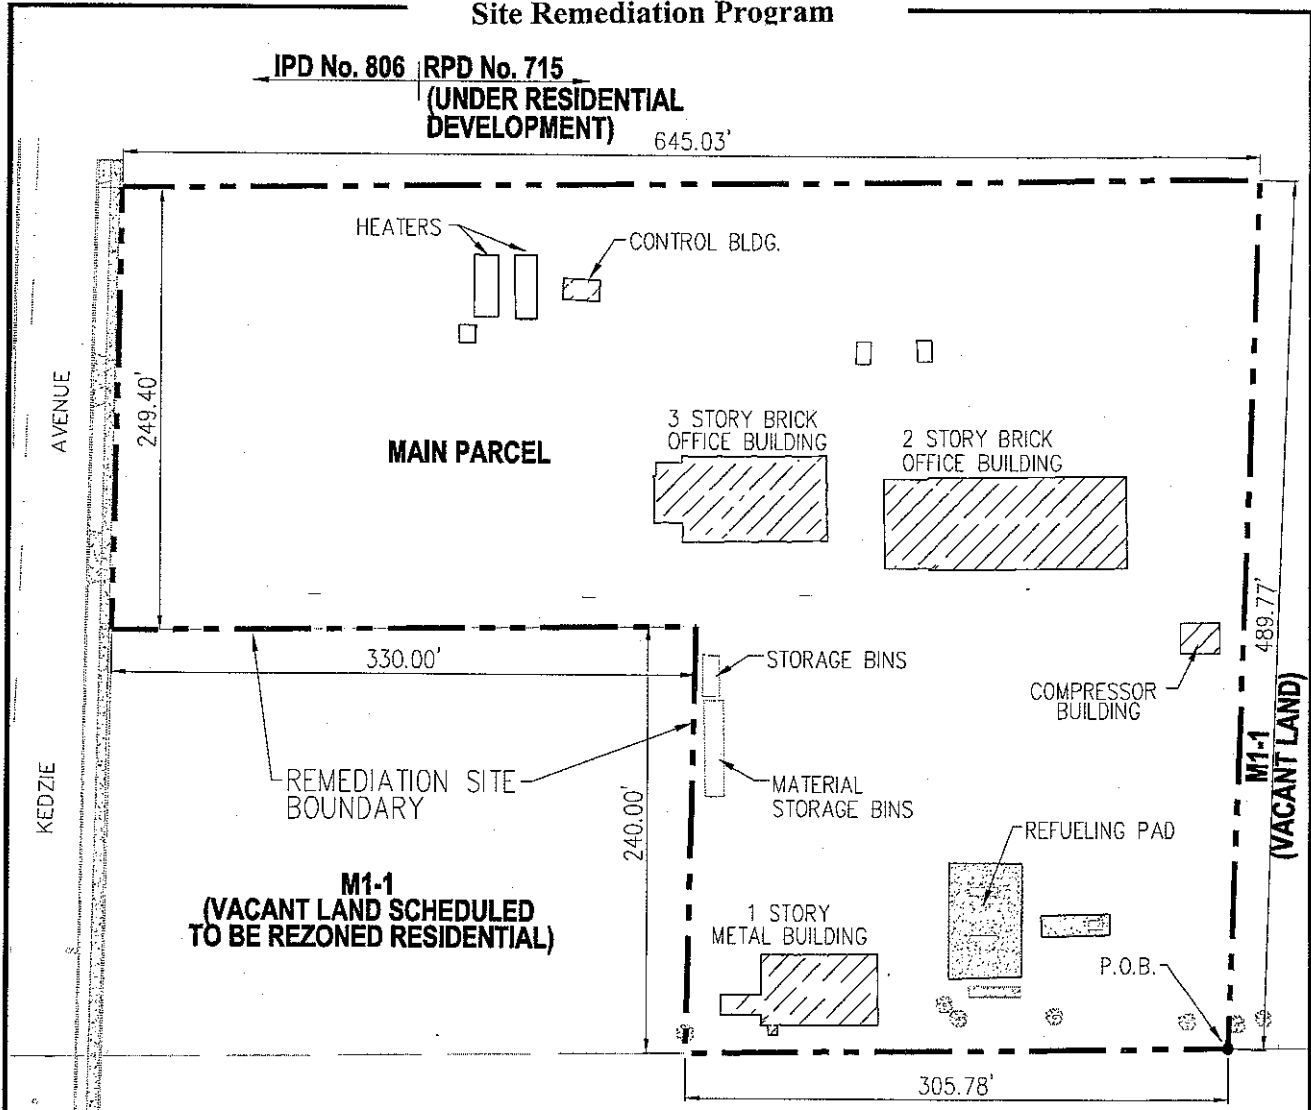 Site Remediation Program
IPD No. 806 RPD No. 715
(UNDER RESIDENTIAL
DEVELOPMENT)
645.03'
HEATERS
CONTROL BLDG.
AVENUE
249.40'
MAIN PARCEL
3 STORY BRICK
OFFICE BUILDING
2 STORY BRICK
OFFICE BUILDING
489.77'
330.00'
STORAGE BINS
COMPRESSOR
BUILDING
M1-1
(VACANT LAND)
REMEDIATION SITE
BOUNDARY
MATERIAL
STORAGE BINS
KEDZIE
240.00'
REFUELING PAD
M1-1
(VACANT LAND SCHEDULED
TO BE REZONED RESIDENTIAL)
1 STORY
METAL BUILDING
P.O.B.
305.78'